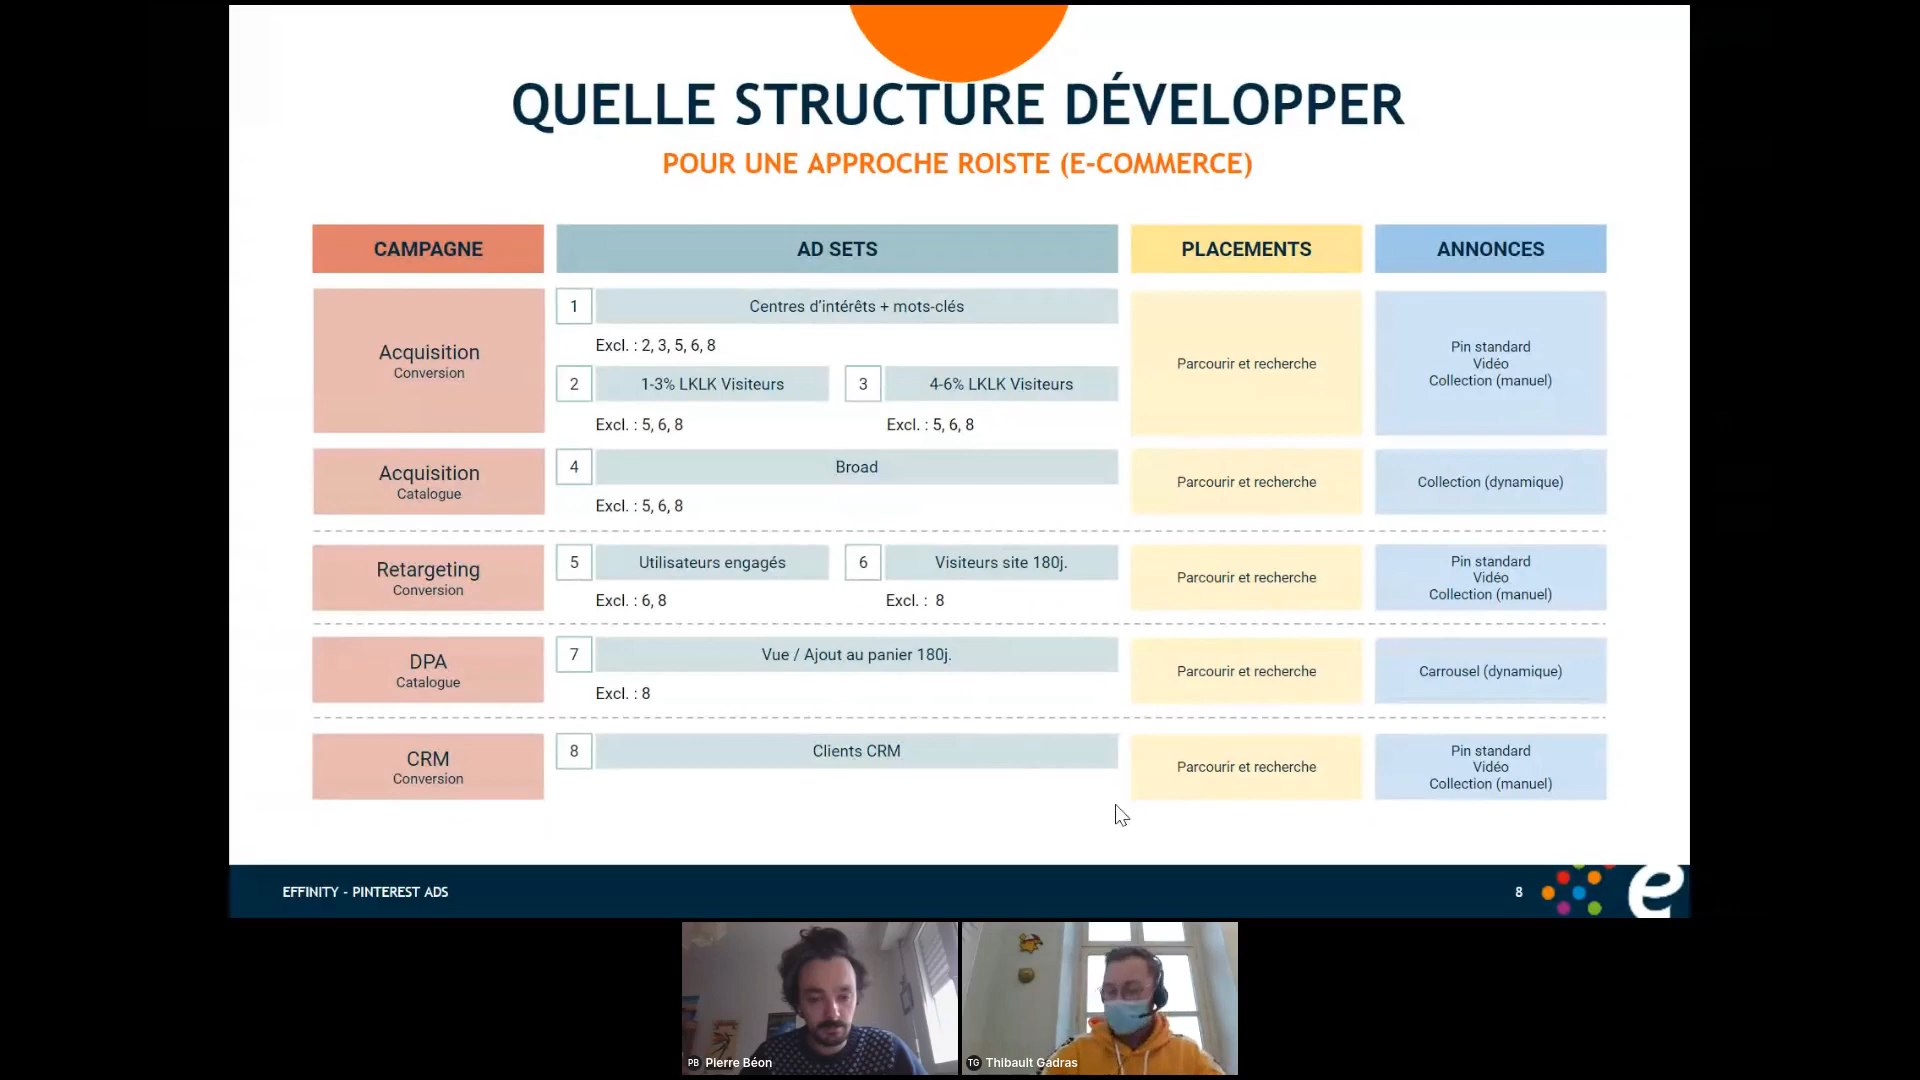 QUELLE STRUCTURE DÉVELOPPER
POUR UNE APPROCHE ROISTE (E-COMMERCE)
CAMPAGNE
AD SETS
PLACEMENTS
ANNONCES
Acquisition
Conversion
1
Centres d'intérêts + mots-clés
Excl. : 2, 3, 5, 6, 8
2
1-3% LKLK Visiteurs
3
4-6% LKLK Visiteurs
Excl. : 5, 6, 8
Excl. : 5, 6, 8
Parcourir et recherche
Pin standard
Vidéo
Collection (manuel)
Acquisition
Catalogue
4
Broad
Excl. : 5, 6, 8
Parcourir et recherche
Collection (dynamique)
Retargeting
Conversion
5
Utilisateurs engagés
6
Visiteurs site 180j.
Excl. : 6, 8
Excl. : 8
Parcourir et recherche
Pin standard
Vidéo
Collection (manuel)
DPA
Catalogue
7
Vue / Ajout au panier 180j.
Excl. : 8
Parcourir et recherche
Carrousel (dynamique)
CRM
Conversion
8
Clients CRM
Parcourir et recherche
Pin standard
Vidéo
Collection (manuel)
EFFINITY - PINTEREST ADS
8
e
PB Pierre Béon
TG Thibault Gadras